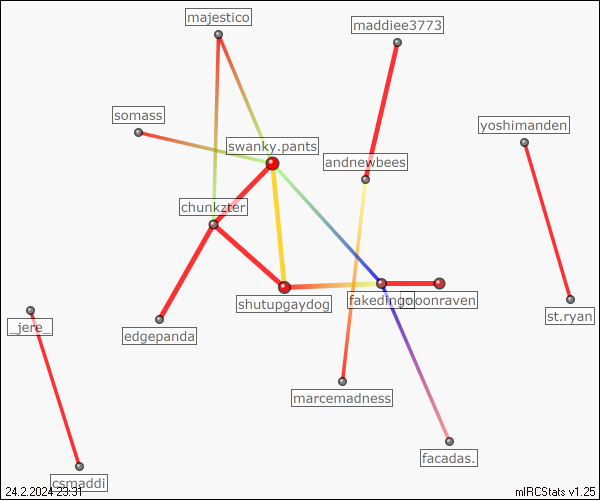 majestico
maddiee3773
somass
yoshimanden
swanky.pants
andnewbees
chunkzter
shutupgaydog
fakedingo
moonraven
st.ryan
_jere_
edgepanda
marcemadness
facadas.
csmaddi
24.2.2024 23:31
mIRCStats v1.25